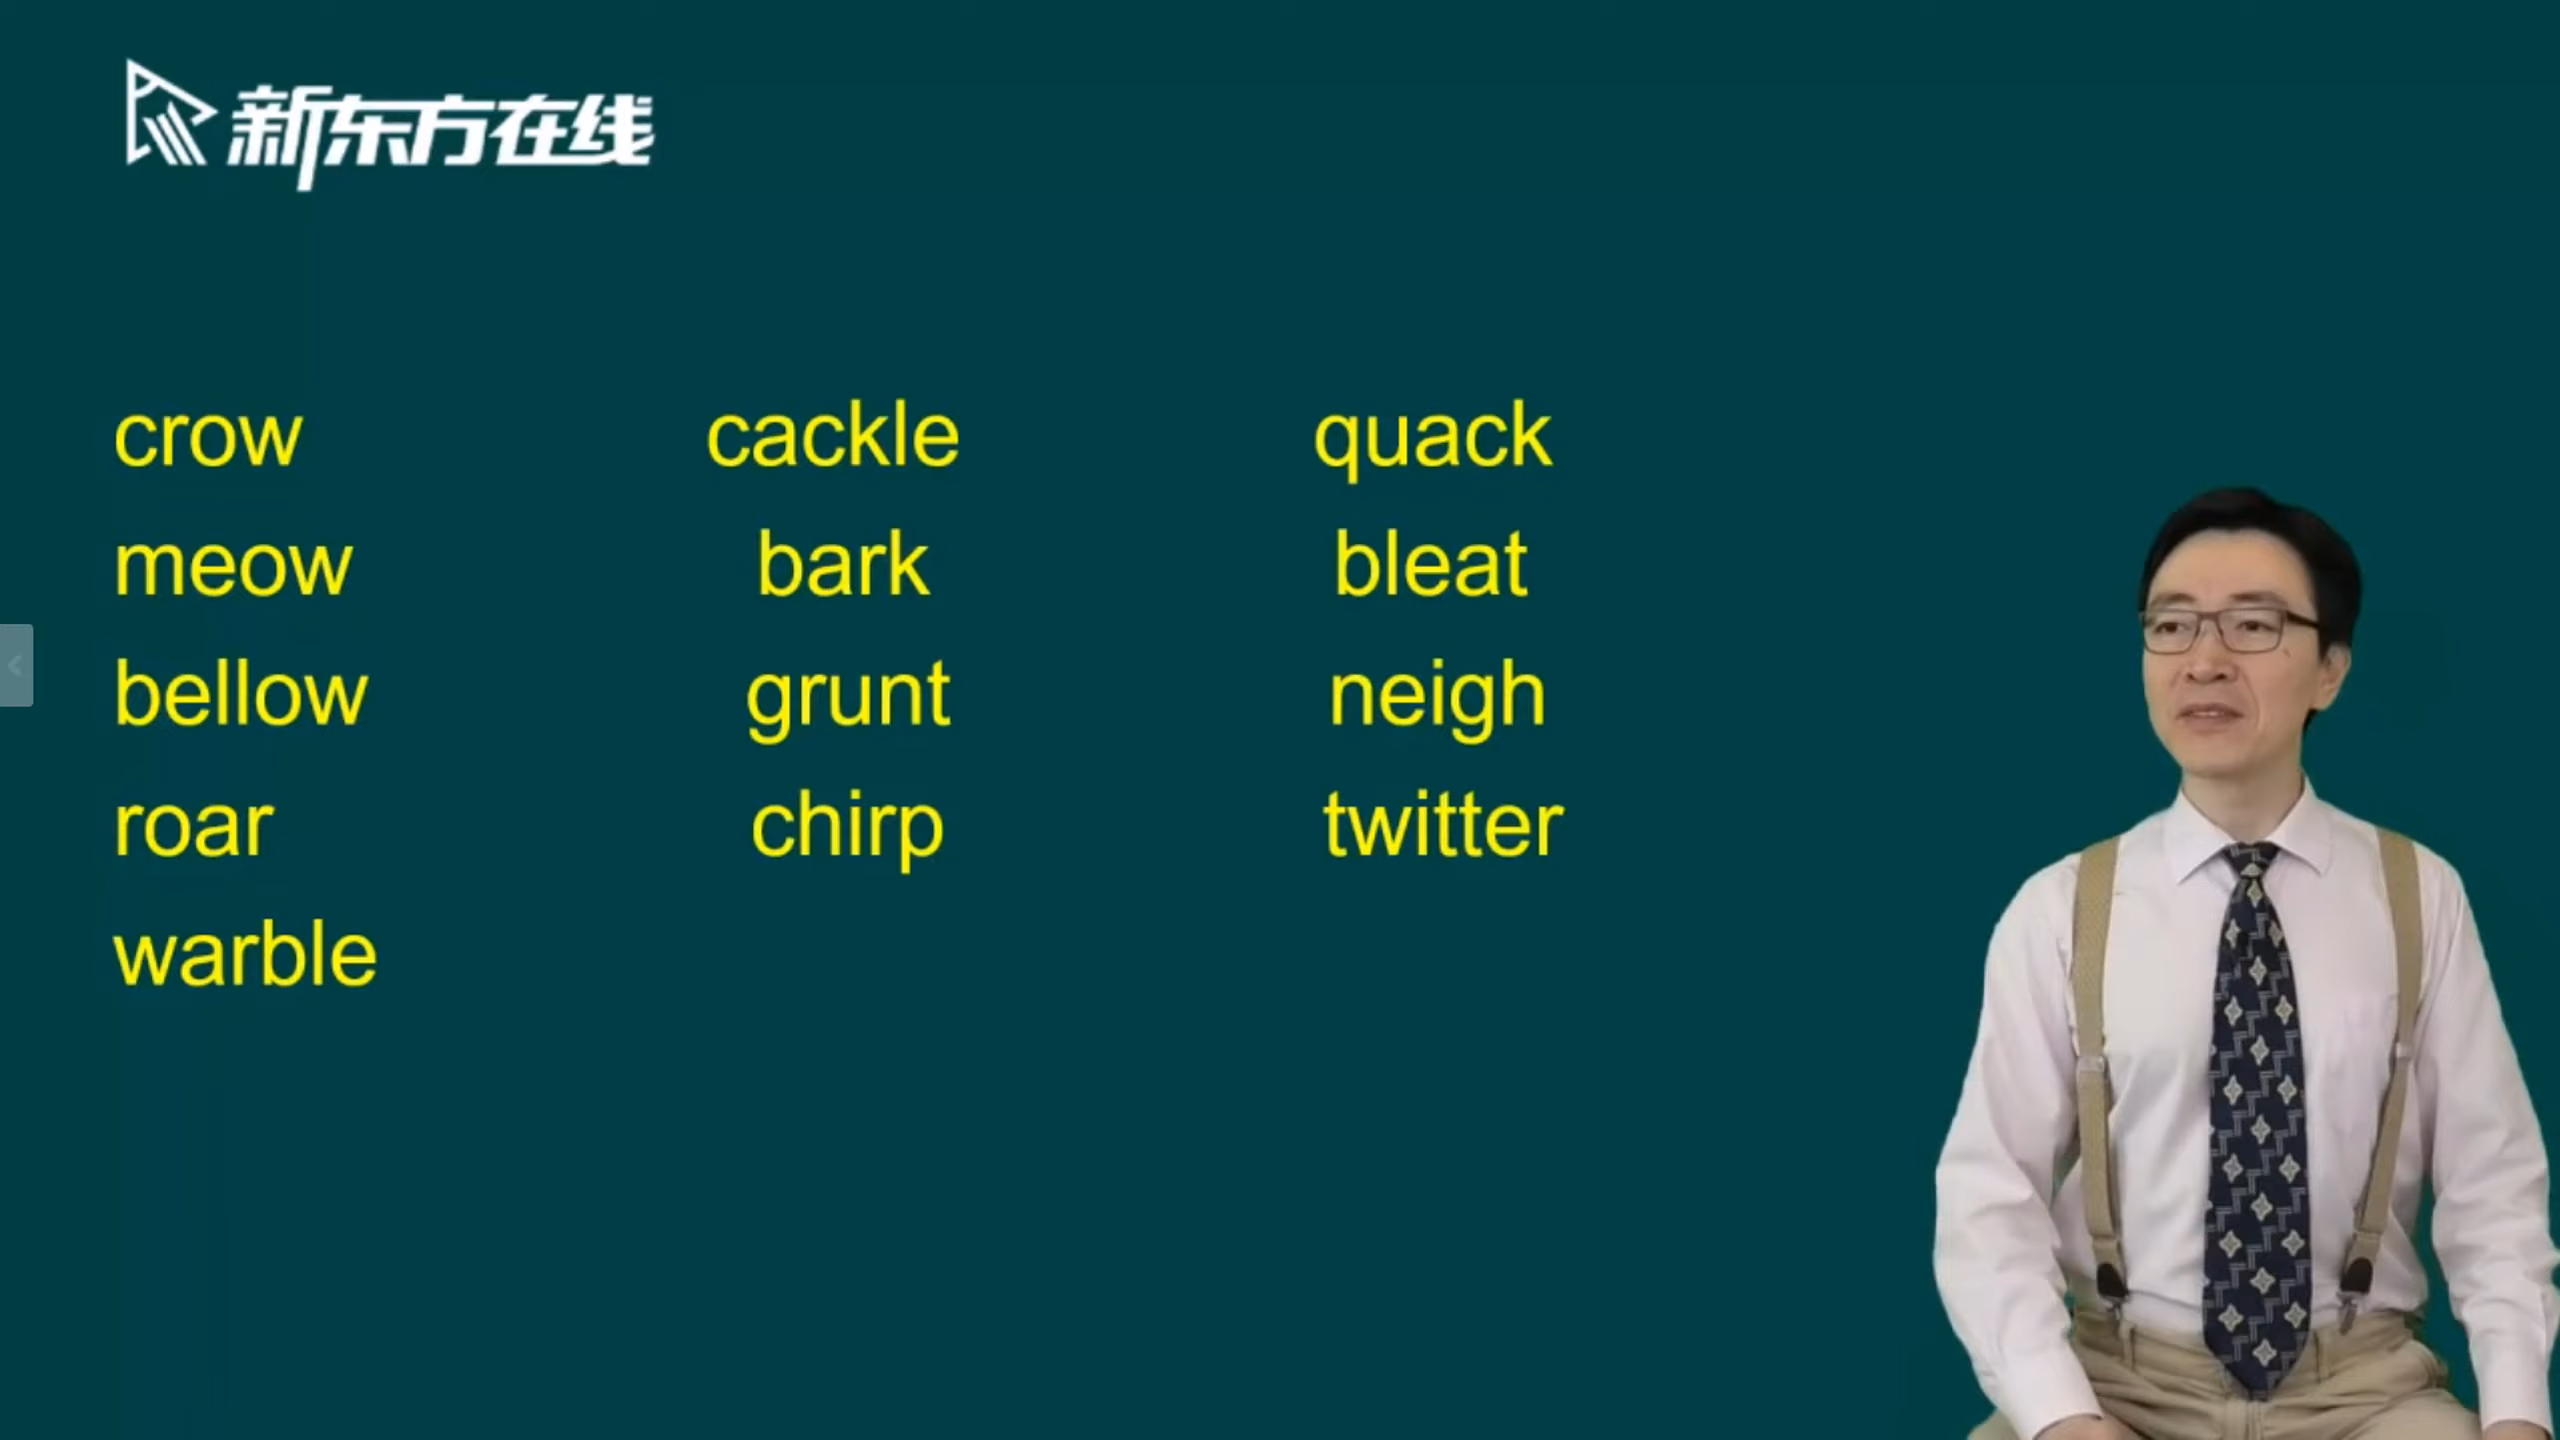 新东方在线
crow cackle quack
meow bark bleat
bellow grunt neigh
roar chirp twitter
warble